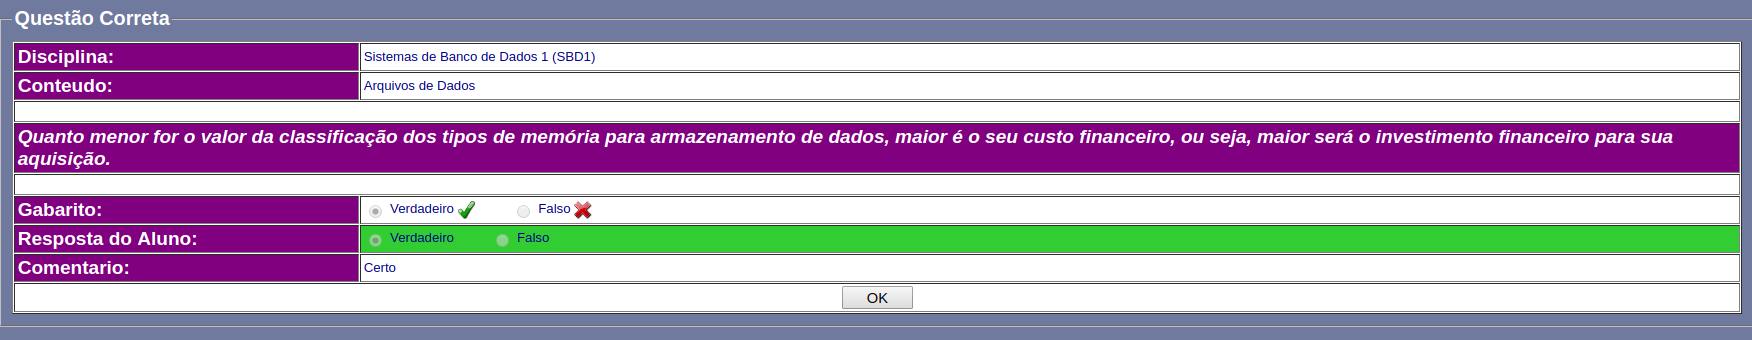 Questão Correta
Disciplina: Sistemas de Banco de Dados 1 (SBD1)
Conteudo: Arquivos de Dados
Quanto menor for o valor da classificação dos tipos de memória para armazenamento de dados, maior é o seu custo financeiro, ou seja, maior será o investimento financeiro para sua
aquisição.
Gabarito: Verdadeiro Falso
Resposta do Aluno: Verdadeiro Falso
Comentario: Certo
OK